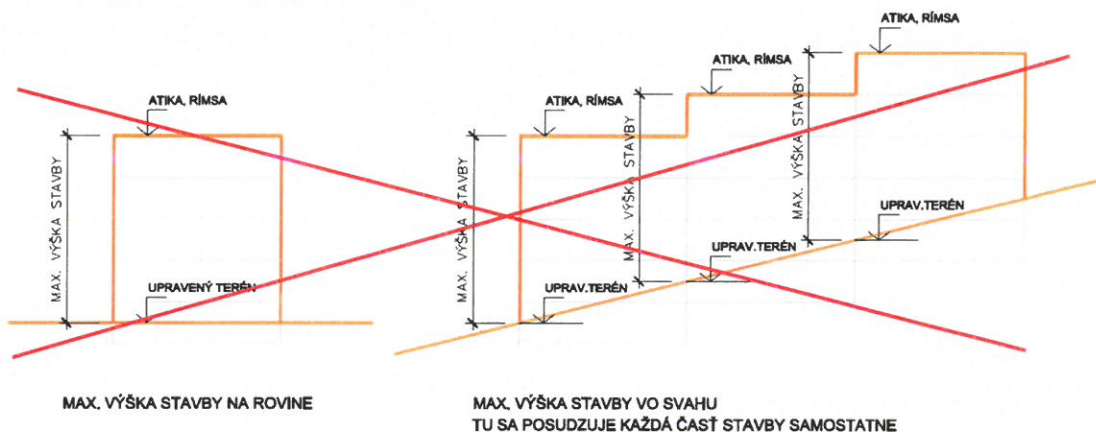 ATIKA, RÍMSA
ATIKA, RÍMSA
ATIKA, RÍMSA
ATIKA, RÍMSA
MAX. VÝŠKA STAVBY
MAX. VÝŠKA STAVBY
MAX. VÝŠKA STAVBY
MAX. VÝŠKA STAVBY
UPRAV.TERÉN
UPRAV.TERÉN
UPRAVENÝ TERÉN
UPRAV.TERÉN
MAX. VÝŠKA STAVBY NA ROVINE
MAX. VÝŠKA STAVBY VO SVAHU
TU SA POSUDZUJE KAŽDÁ ČASŤ STAVBY SAMOSTATNE